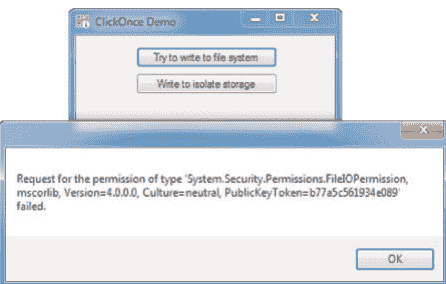 ClickOnce Demo
Try to write to file system
Write to isolate storage
Request for the permission of type 'System.Security.Permissions.FileIOPermission,
mscorlib, Version=4.0.0.0, Culture=neutral, PublicKeyToken=b77a5c561934e089'
failed.
OK